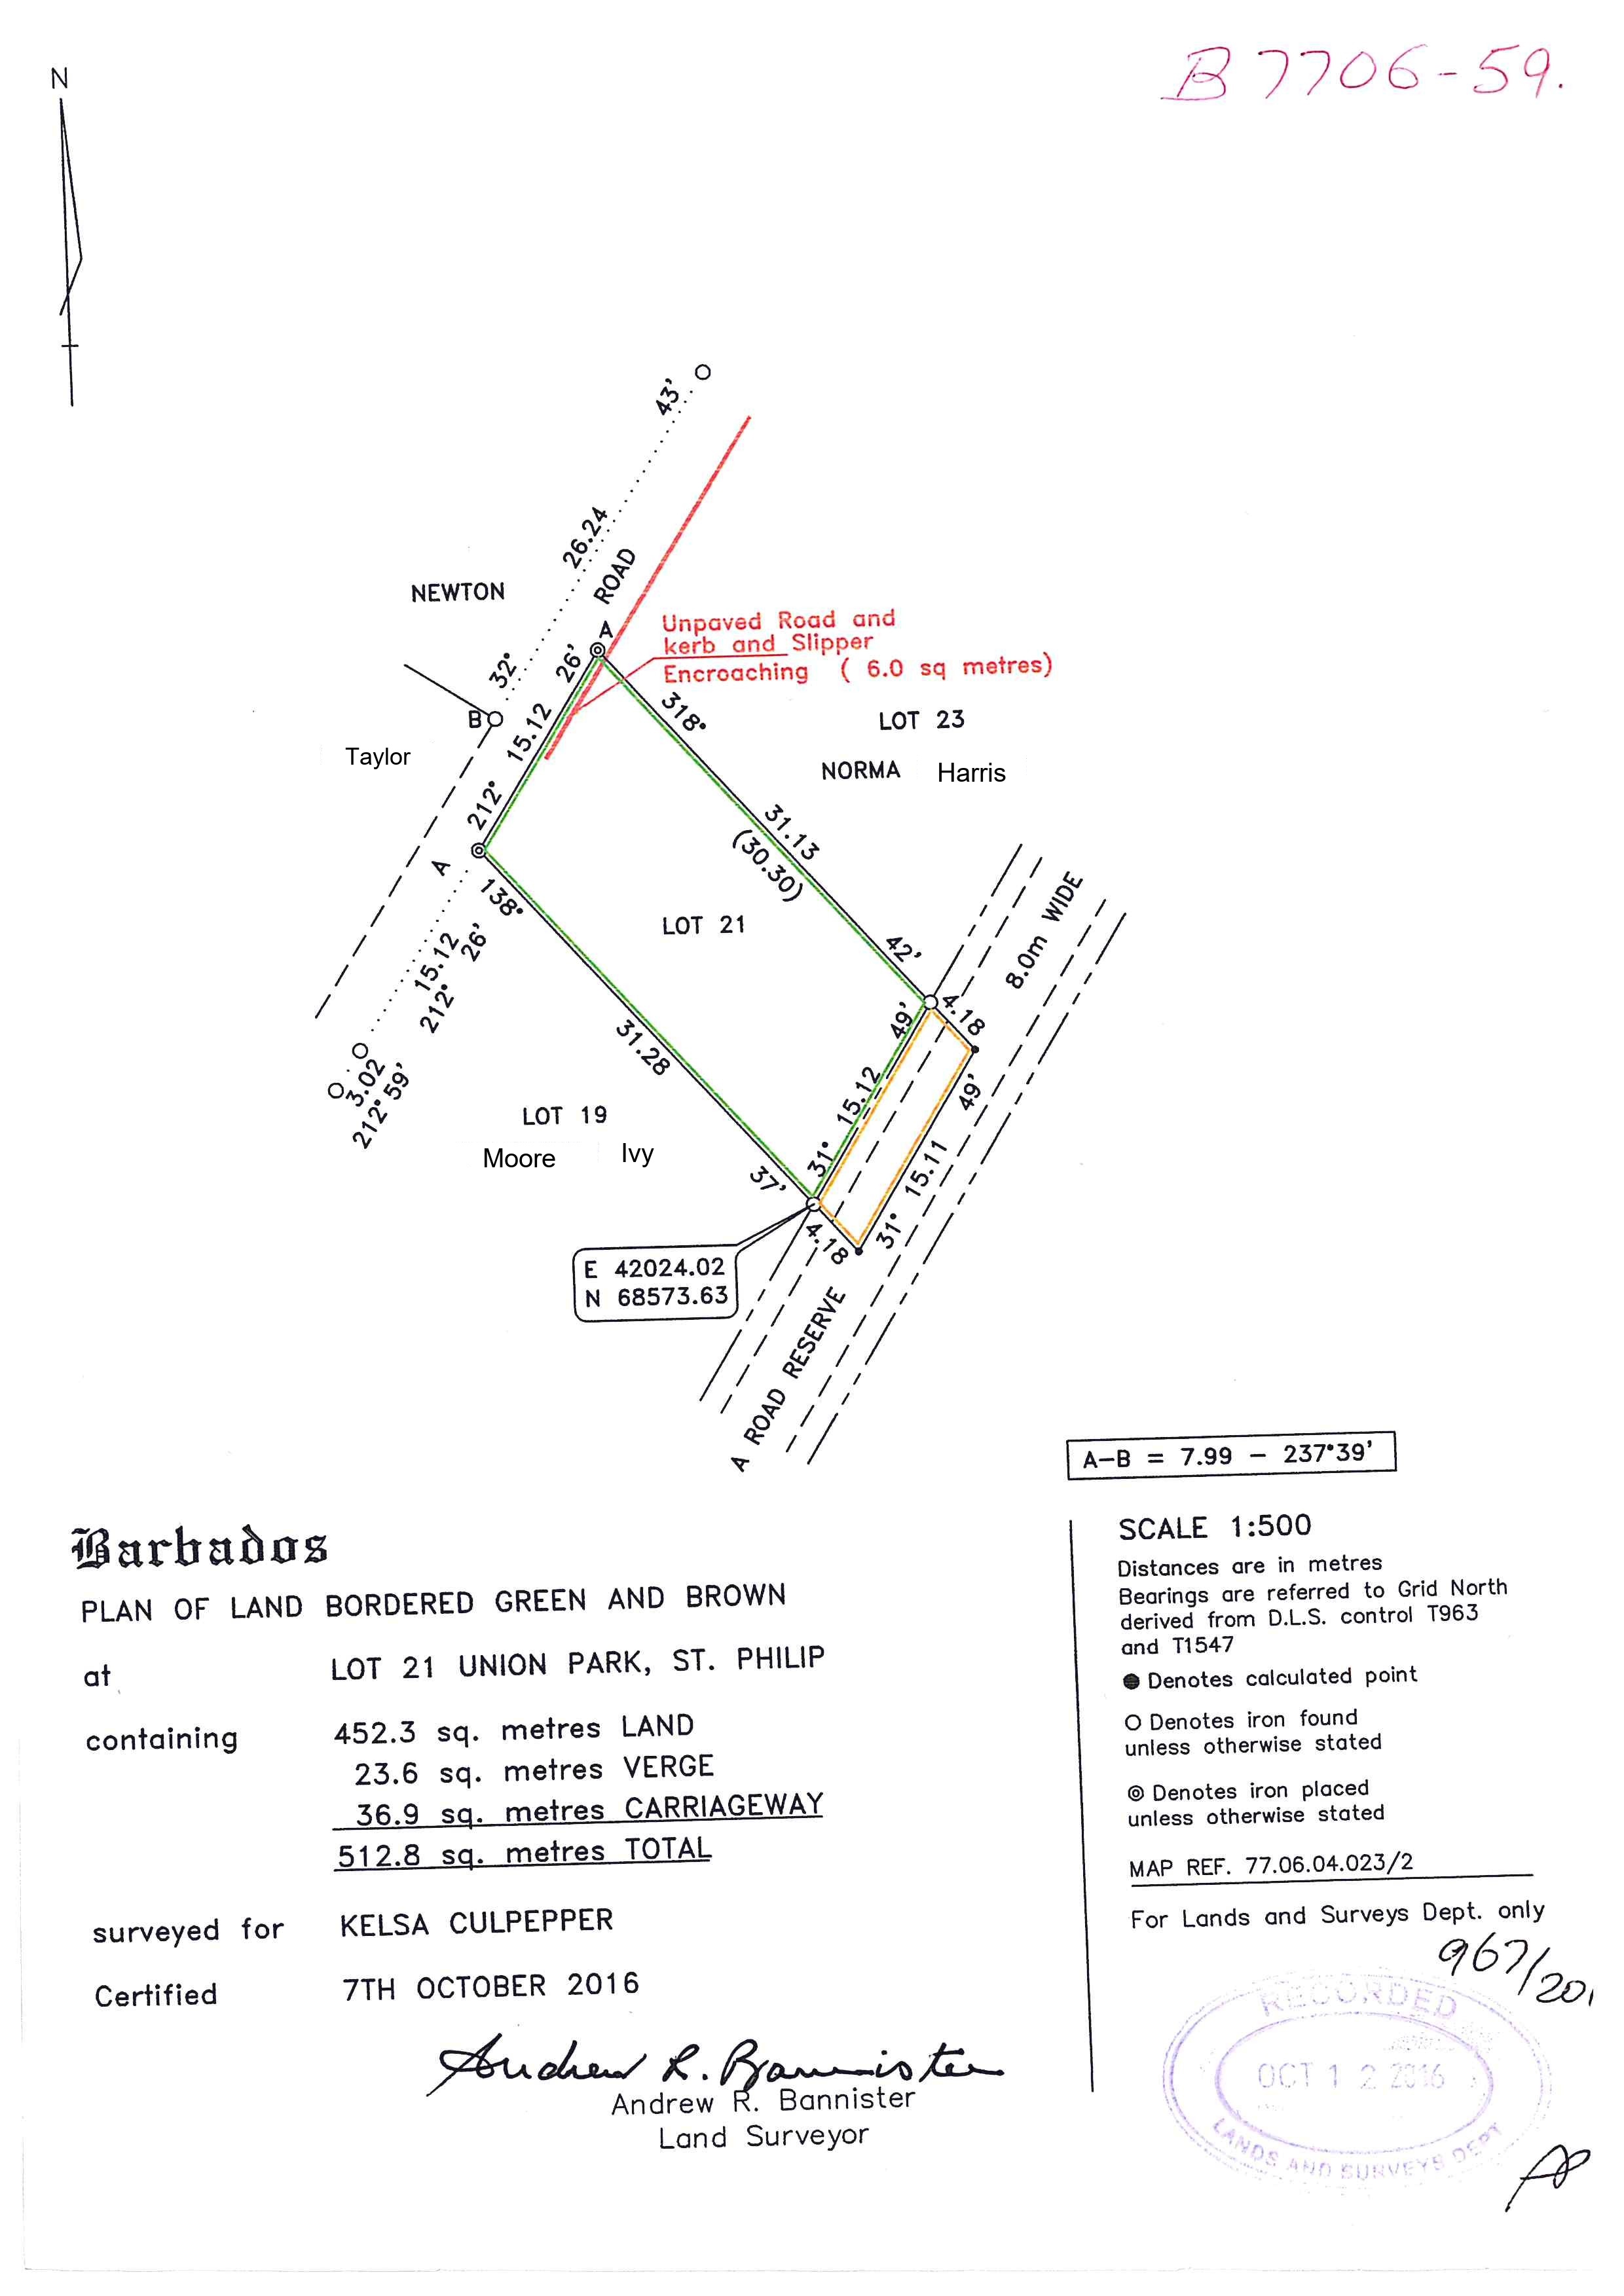 N
B 7706-59.
43'
26.24
ROAD
NEWTON
32°
A
26'
Unpaved Road and
kerb and Slipper
Encroaching ( 6.0 sq metres)
B
15.12
318°
LOT 23
Taylor
NORMA Harris
212°
31.13
(30.30)
A
138°
LOT 21
42'
8.0m WIDE
15.12
26'
212°
4.18
49'
31.28
15.12
49'
3.02
212°59'
LOT 19
Moore Ivy
37'
31°
15.11
31°
4.18
E 42024.02
N 68573.63
A ROAD RESERVE
A-B = 7.99 - 237°39'
Barbados
PLAN OF LAND BORDERED GREEN AND BROWN
at LOT 21 UNION PARK, ST. PHILIP
containing 452.3 sq. metres LAND
23.6 sq. metres VERGE
36.9 sq. metres CARRIAGEWAY
512.8 sq. metres TOTAL
surveyed for KELSA CULPEPPER
Certified 7TH OCTOBER 2016
Andrew R. Bannister
Andrew R. Bannister
Land Surveyor
SCALE 1:500
Distances are in metres
Bearings are referred to Grid North
derived from D.L.S. control T963
and T1547
Denotes calculated point
Denotes iron found
unless otherwise stated
Denotes iron placed
unless otherwise stated
MAP REF. 77.06.04.023/2
For Lands and Surveys Dept. only
967/201
RECORDED
OCT 12 2016
LANDS AND SURVEYS DEPT